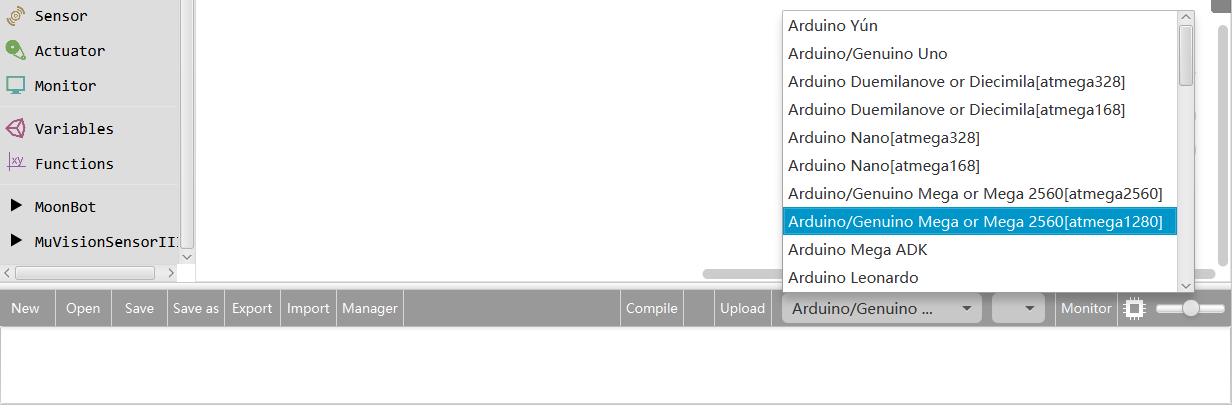 Sensor
Actuator
Monitor
Variables
xy
Functions
MoonBot
MuVisionSensorIII
Arduino Yún
Arduino/Genuino Uno
Arduino Duemilanove or Diecimila[atmega328]
Arduino Duemilanove or Diecimila[atmega168]
Arduino Nano[atmega328]
Arduino Nano[atmega168]
Arduino/Genuino Mega or Mega 2560[atmega2560]
Arduino/Genuino Mega or Mega 2560[atmega1280]
Arduino Mega ADK
Arduino Leonardo
New Open Save Save as Export Import Manager Compile Upload Arduino/Genuino ... Monitor